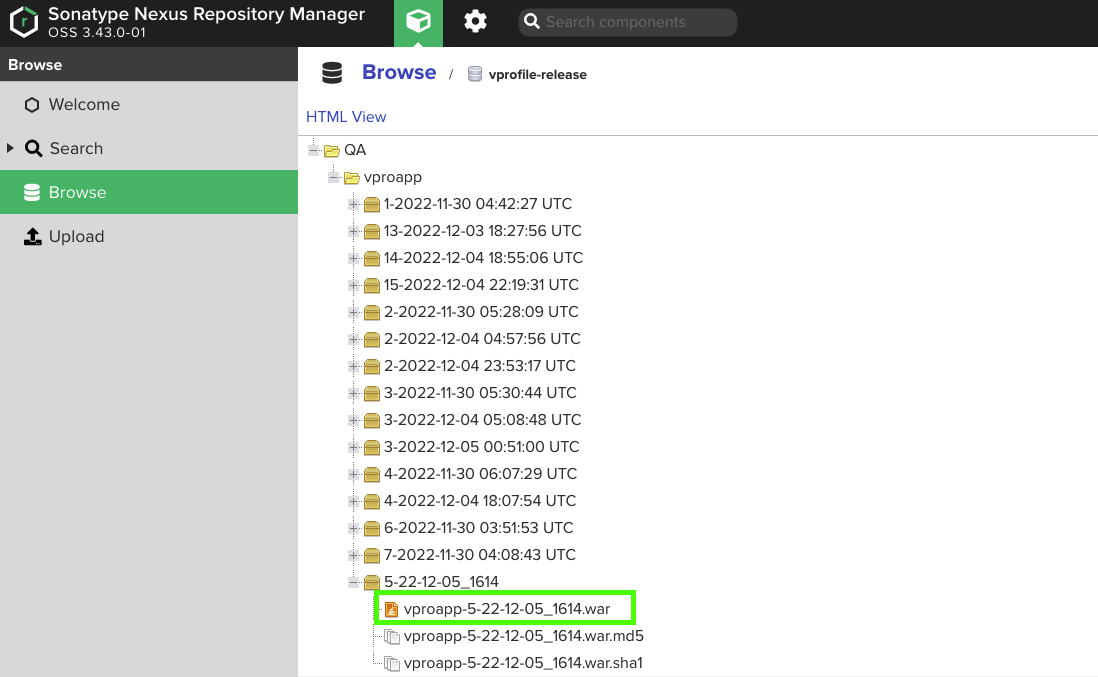 Sonatype Nexus Repository Manager
OSS 3.43.0-01
Search components
Browse
Welcome
Search
Browse
Upload
Browse / vprofile-release
HTML View
QA
vproapp
1-2022-11-30 04:42:27 UTC
13-2022-12-03 18:27:56 UTC
14-2022-12-04 18:55:06 UTC
15-2022-12-04 22:19:31 UTC
2-2022-11-30 05:28:09 UTC
2-2022-12-04 04:57:56 UTC
2-2022-12-04 23:53:17 UTC
3-2022-11-30 05:30:44 UTC
3-2022-12-04 05:08:48 UTC
3-2022-12-05 00:51:00 UTC
4-2022-11-30 06:07:29 UTC
4-2022-12-04 18:07:54 UTC
6-2022-11-30 03:51:53 UTC
7-2022-11-30 04:08:43 UTC
5-22-12-05_1614
vproapp-5-22-12-05_1614.war
vproapp-5-22-12-05_1614.war.md5
vproapp-5-22-12-05_1614.war.sha1